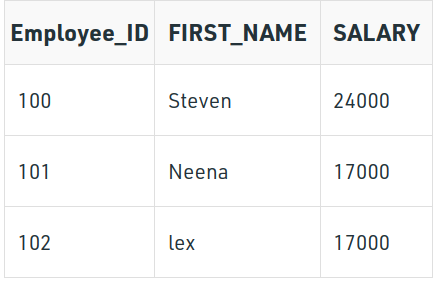 Employee_ID FIRST_NAME SALARY
100 Steven 24000
101 Neena 17000
102 lex 17000